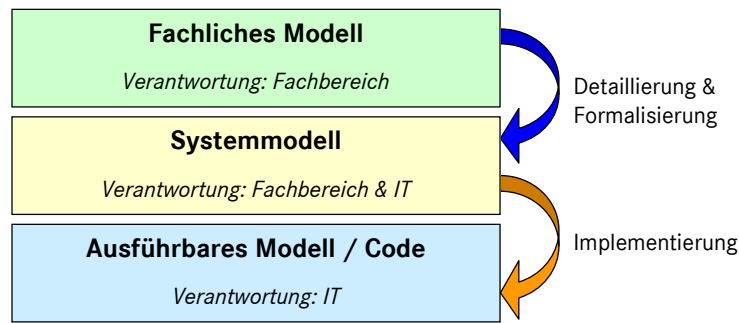 Fachliches Modell
Verantwortung: Fachbereich
Detaillierung &
Formalisierung
Systemmodell
Verantwortung: Fachbereich & IT
Implementierung
Ausführbares Modell / Code
Verantwortung: IT